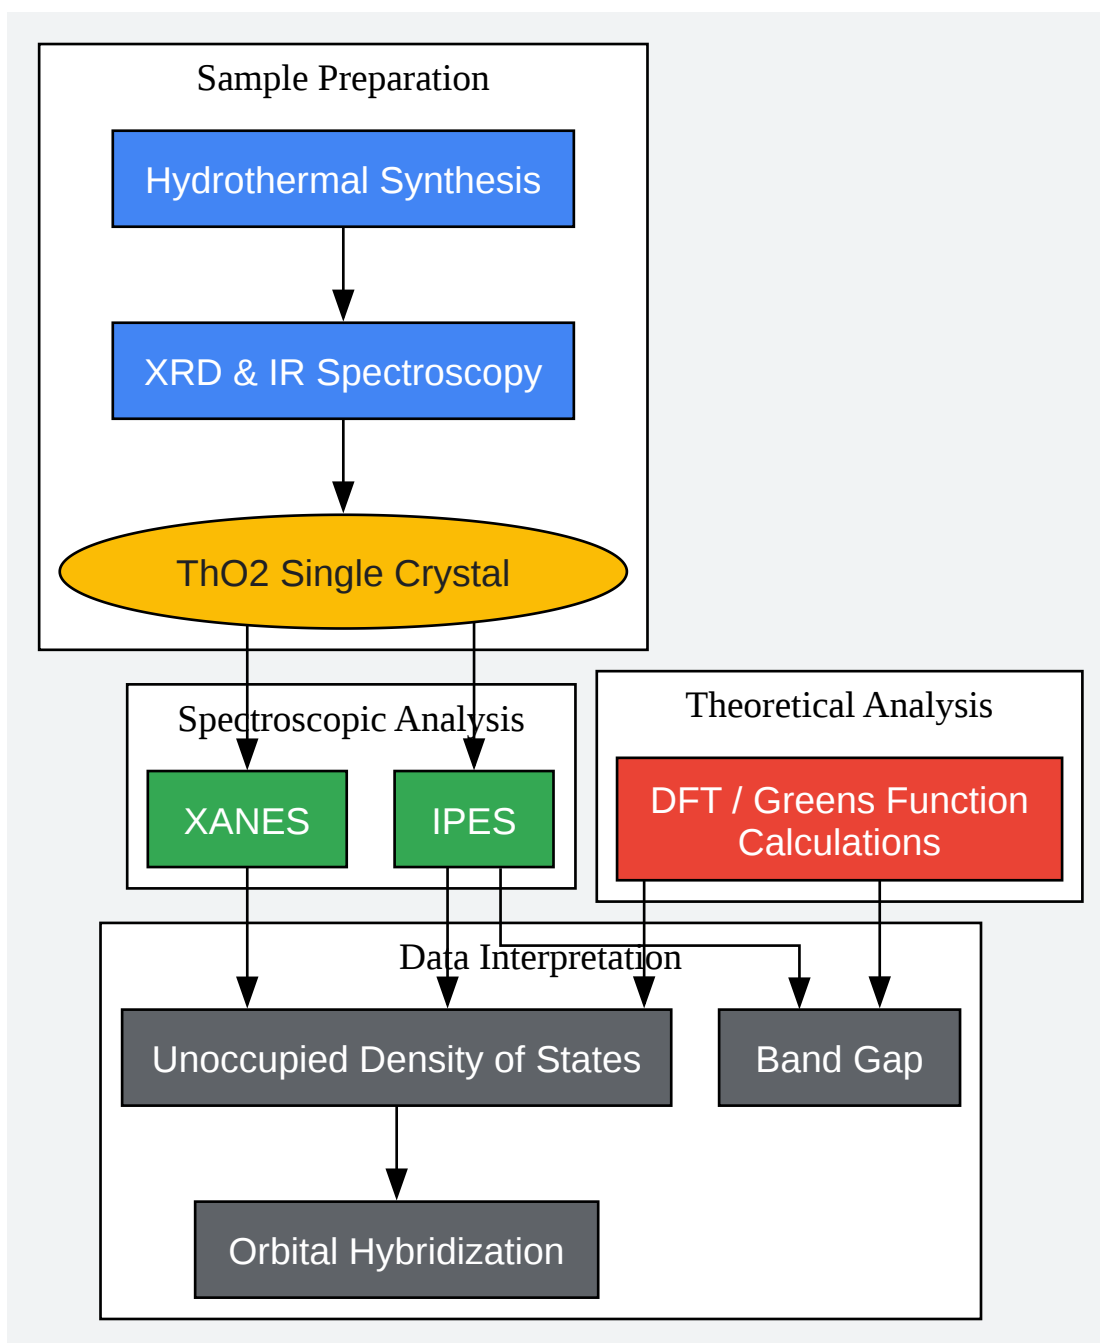 Sample Preparation
Hydrothermal Synthesis
XRD & IR Spectroscopy
ThO2 Single Crystal
Spectroscopic Analysis
XANES
IPES
Theoretical Analysis
DFT / Greens Function
Calculations
Data Interpretation
Unoccupied Density of States
Band Gap
Orbital Hybridization